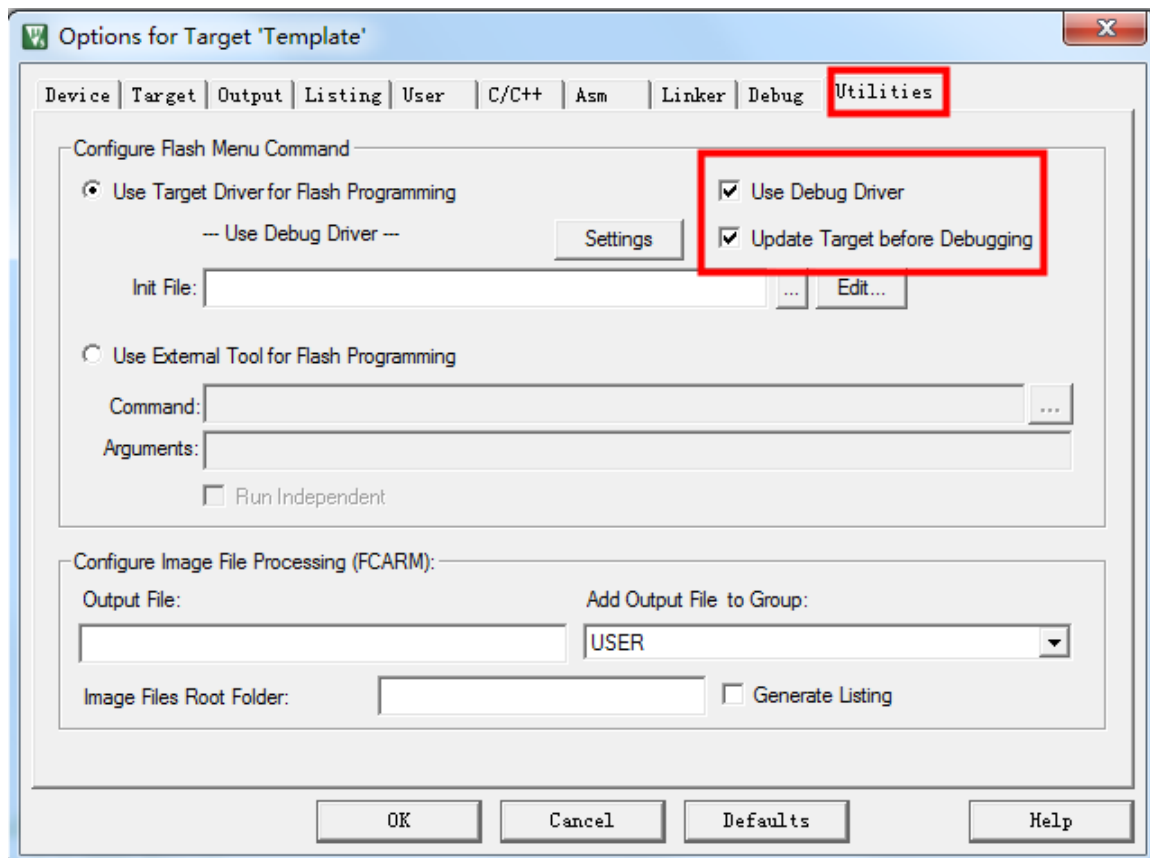 Options for Target 'Template'
Device Target Output Listing User C/C++ Asm Linker Debug Utilities
Configure Flash Menu Command
Use Target Driver for Flash Programming Use Debug Driver
--- Use Debug Driver --- Settings Update Target before Debugging
Init File: ... Edit...
Use External Tool for Flash Programming
Command: ...
Arguments:
Run Independent
Configure Image File Processing (FCARM):
Output File: Add Output File to Group:
USER
Image Files Root Folder: Generate Listing
OK Cancel Defaults Help